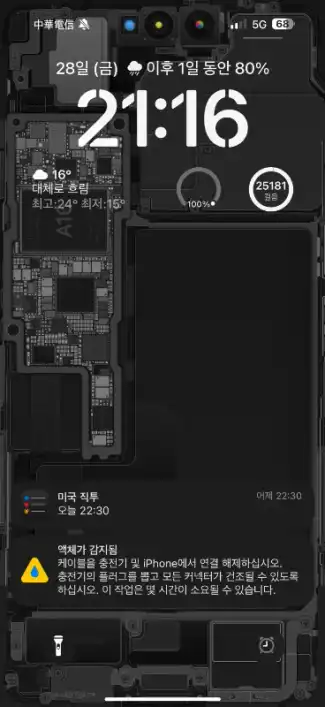 中華電信 5G 68
28일 (금) 이후 1일 동안 80%
21:16
16°
대체로 흐림
최고:24° 최저:15°
100%
25181
걸음
미국 직투 어제 22:30
오늘 22:30
액체가 감지됨
케이블을 충전기 및 iPhone에서 연결 해제하십시오.
충전기의 플러그를 뽑고 모든 커넥터가 건조될 수 있도록
하십시오. 이 작업은 몇 시간이 소요될 수 있습니다.